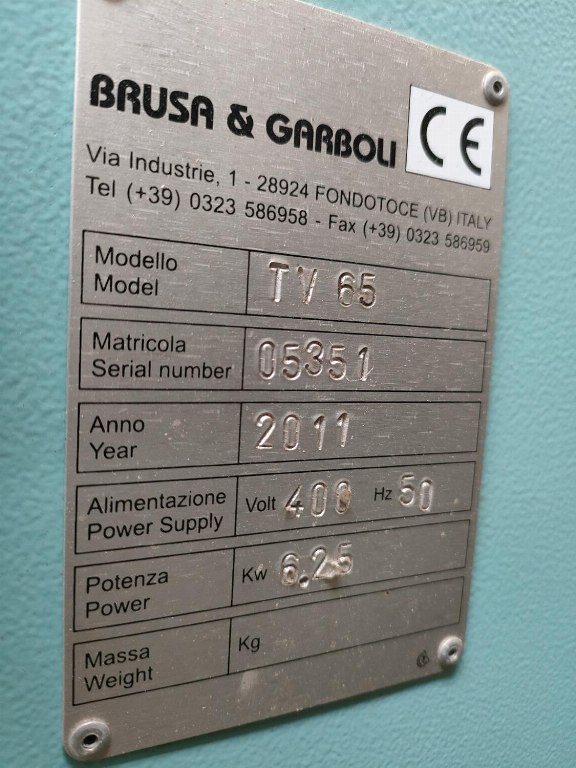 BRUSA & GARBOLI CE
Via Industrie, 1 - 28924 FONDOTOCE (VB) ITALY
Tel (+39) 0323 586958 - Fax (+39) 0323 586959
Modello
Model
TV 65
Matricola
Serial number
05351
Anno
Year
2011
Alimentazione
Power Supply
Volt 400 Hz 50
Potenza
Power
Kw 6.25
Massa
Weight
Kg